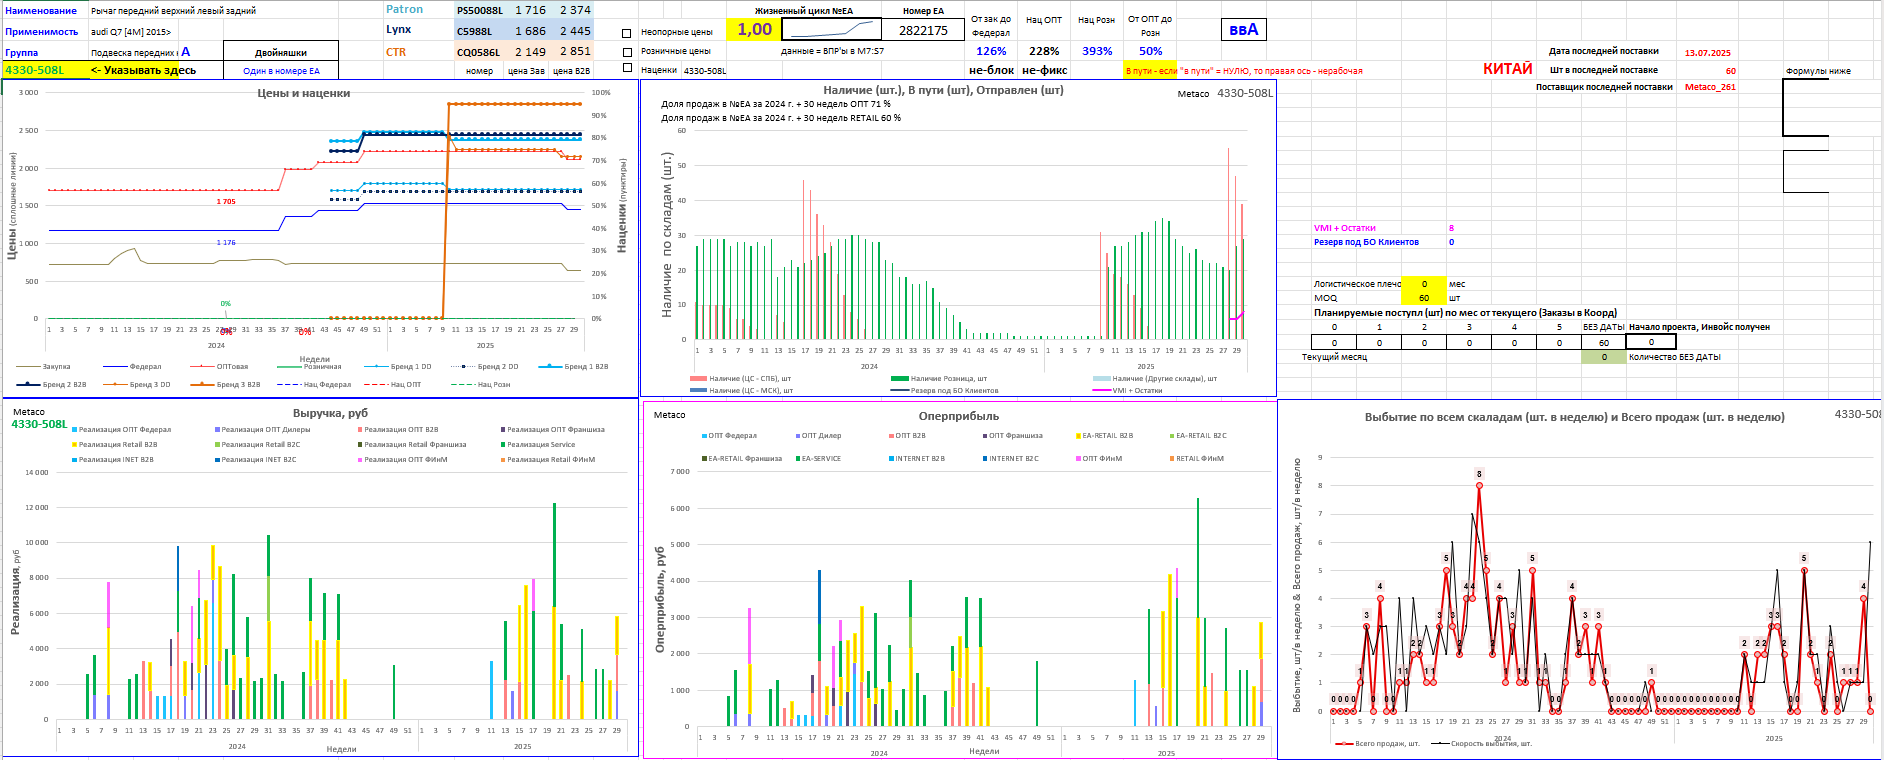 Наименование Рычаг передний верхний левый задний
Применимость audi Q7 [4M] 2015>
Группа Подвеска передних к A Двойняшки
4330-508L <- Указывать здесь Один в номере EA
Patron PS50088L 1 716 2 374
Lynx C5988L 1 686 2 445
CTR CQ0586L 2 149 2 851
номер цена Зав цена B2B
Неопорные цены 1,00
Розничные цены
Наценки 4330-508L
Жизненный цикл №EA
данные = ВПР'ы в M7:S7
Номер EA
2822175
От зак до Федерал Нац ОПТ Нац Розн От ОПТ до Розн
126% 228% 393% 50%
не-блок не-фикс
ввА
В пути - если "в пути" = НУЛЮ, то правая ось - нерабочая
КИТАЙ
Дата последней поставки 13.07.2025
Шт в последней поставке 60
Поставщик последней поставки Metaco_261
Формулы ниже
Цены и наценки
Цены (сплошные линии)
Наценки (пунктиры)
3 000
2 500
2 000
1 500
1 000
500
0
100%
90%
80%
70%
60%
50%
40%
30%
20%
10%
0%
1 705
1 176
0%
0%
1 3 5 7 9 11 13 15 17 19 21 23 25 27 29 31 33 35 37 39 41 43 45 47 49 51 1 3 5 7 9 11 13 15 17 19 21 23 25 27 29
2024 2025
Недели
Закупка Федерал ОПТовая Розничная Бренд 1 DD Бренд 2 DD Бренд 1 B2B
Бренд 2 B2B Бренд 3 DD Бренд 3 B2B Нац Федерал Нац ОПТ Нац Розн
Наличие (шт.), В пути (шт), Отправлен (шт)
Metaco 4330-508L
Доля продаж в №EA за 2024 г. + 30 недель ОПТ 71 %
Доля продаж в №EA за 2024 г. + 30 недель RETAIL 60 %
Наличие по складам (шт.)
60
50
40
30
20
10
0
1 3 5 7 9 11 13 15 17 19 21 23 25 27 29 31 33 35 37 39 41 43 45 47 49 51 1 3 5 7 9 11 13 15 17 19 21 23 25 27 29
2024 2025
Наличие (ЦС - СПБ), шт Наличие Розница, шт Наличие (Другие склады), шт
Наличие (ЦС - МСК), шт Резерв под БО Клиентов VMI + Остатки
VMI + Остатки 8
Резерв под БО Клиентов 0
Логистическое плечо 0 мес
MOQ 60 шт
Планируемые поступл (шт) по мес от текущего (Заказы в Коорд)
0 1 2 3 4 5 БЕЗ ДАТЫ Начало проекта, Инвойс получен
0 0 0 0 0 0 60 0
Текущий месяц 0 Количество БЕЗ ДАТЫ
Metaco
4330-508L
Выручка, руб
Реализация ОПТ Федерал Реализация ОПТ Дилеры Реализация ОПТ B2B Реализация ОПТ Франшиза
Реализация Retail B2B Реализация Retail B2C Реализация Retail Франшиза Реализация Service
Реализация INET B2B Реализация INET B2C Реализация ОПТ ФИнМ Реализация Retail ФИнМ
Реализация, руб
14 000
12 000
10 000
8 000
6 000
4 000
2 000
0
1 3 5 7 9 11 13 15 17 19 21 23 25 27 29 31 33 35 37 39 41 43 45 47 49 51 1 3 5 7 9 11 13 15 17 19 21 23 25 27 29
2024 Недели 2025
Metaco
Оперприбыль
ОПТ Федерал ОПТ Дилер ОПТ B2B ОПТ Франшиза EA-RETAIL B2B EA-RETAIL B2C
EA-RETAIL Франшиза EA-SERVICE INTERNET B2B INTERNET B2C ОПТ ФИнМ RETAIL ФИнМ
Оперприбыль, руб
7 000
6 000
5 000
4 000
3 000
2 000
1 000
0
1 3 5 7 9 11 13 15 17 19 21 23 25 27 29 31 33 35 37 39 41 43 45 47 49 51 1 3 5 7 9 11 13 15 17 19 21 23 25 27 29
2024 Недели 2025
Выбытие по всем скаладам (шт. в неделю) и Всего продаж (шт. в неделю)
4330-508
Выбытие, шт/в неделю & Всего продаж, шт/в неделю
9
8
7
6
5
4
3
2
1
0
1 3 5 7 9 11 13 15 17 19 21 23 25 27 29 31 33 35 37 39 41 43 45 47 49 51 1 3 5 7 9 11 13 15 17 19 21 23 25 27 29
2024 2025
Всего продаж, шт. Скорость выбытия, шт.